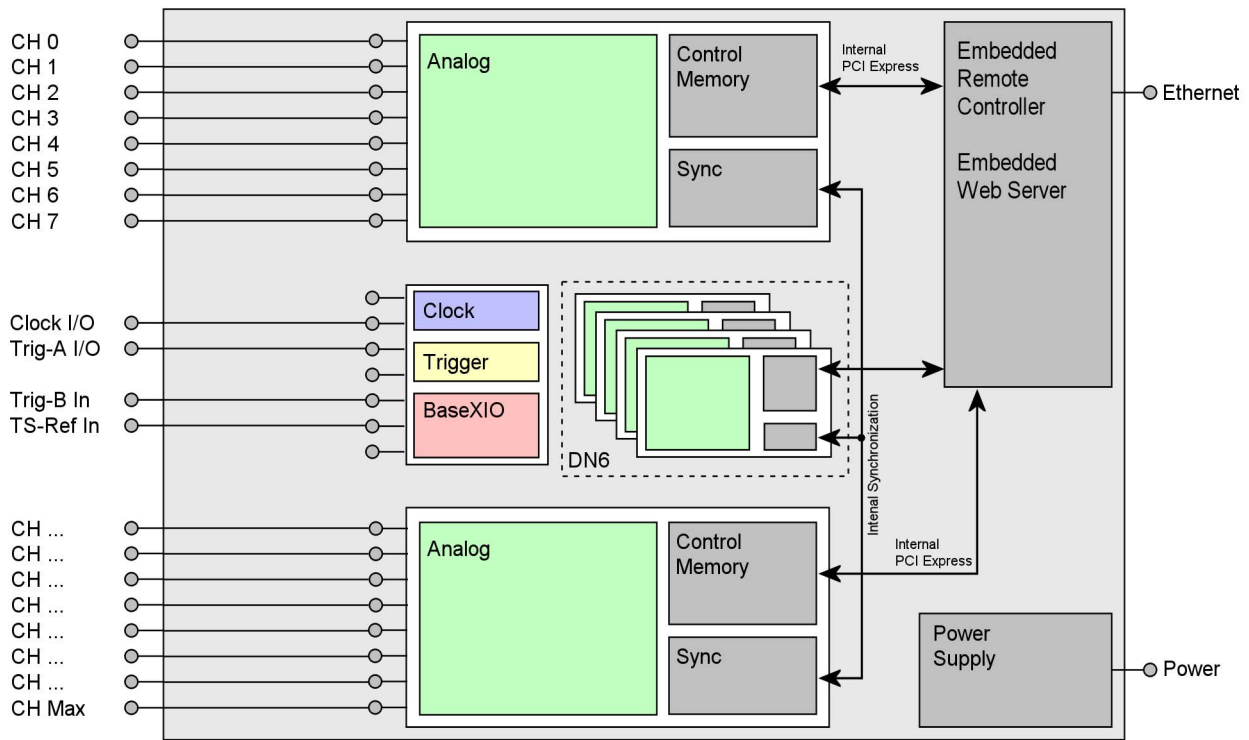 CH 0
CH 1
CH 2
CH 3
CH 4
CH 5
CH 6
CH 7
Analog
Control
Memory
Sync
Internal
PCI Express
Embedded
Remote
Controller
Embedded
Web Server
Ethernet
Clock I/O
Trig-A I/O
Trig-B In
TS-Ref In
Clock
Trigger
BaseXIO
DN6
Intenal Synchronization
CH ...
CH ...
CH ...
CH ...
CH ...
CH ...
CH ...
CH Max
Analog
Control
Memory
Sync
Internal
PCI Express
Power
Supply
Power